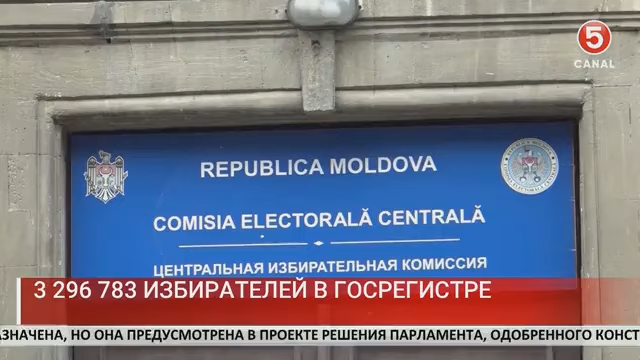 5
CANAL
REPUBLICA MOLDOVA
COMISIA ELECTORALĂ CENTRALĂ
ЦЕНТРАЛЬНАЯ ИЗБИРАТЕЛЬНАЯ КОМИССИЯ
3 296 783 ИЗБИРАТЕЛЕЙ В ГОСРЕГИСТРЕ
АЗНАЧЕНА, НО ОНА ПРЕДУСМОТРЕНА В ПРОЕКТЕ РЕШЕНИЯ ПАРЛАМЕНТА, ОДОБРЕННОГО КОНСТ